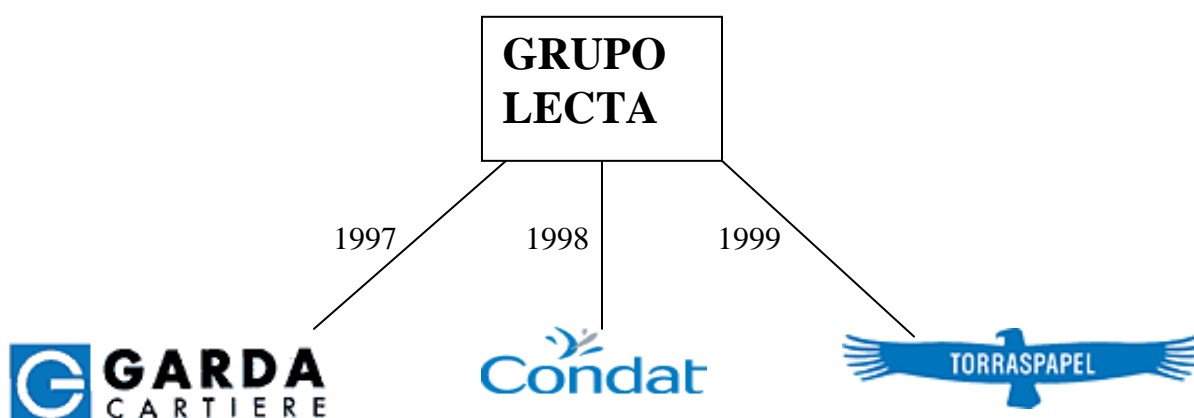 GRUPO
LECTA
1997
1998
1999
GARDA
CARTIERE
Condat
TORRASPAPEL